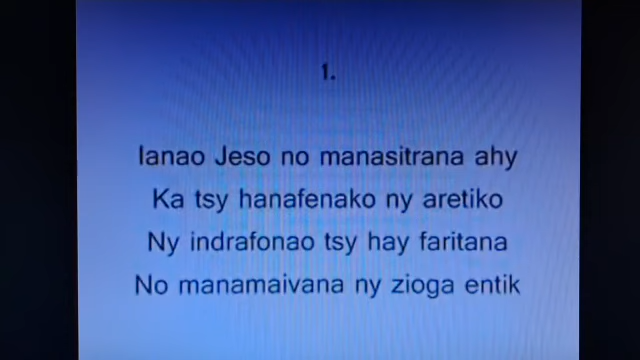 1.
Ianao Jeso no manasitrana ahy
Ka tsy hanafenako ny aretiko
Ny indrafonao tsy hay faritana
No manamaivana ny zioga entik